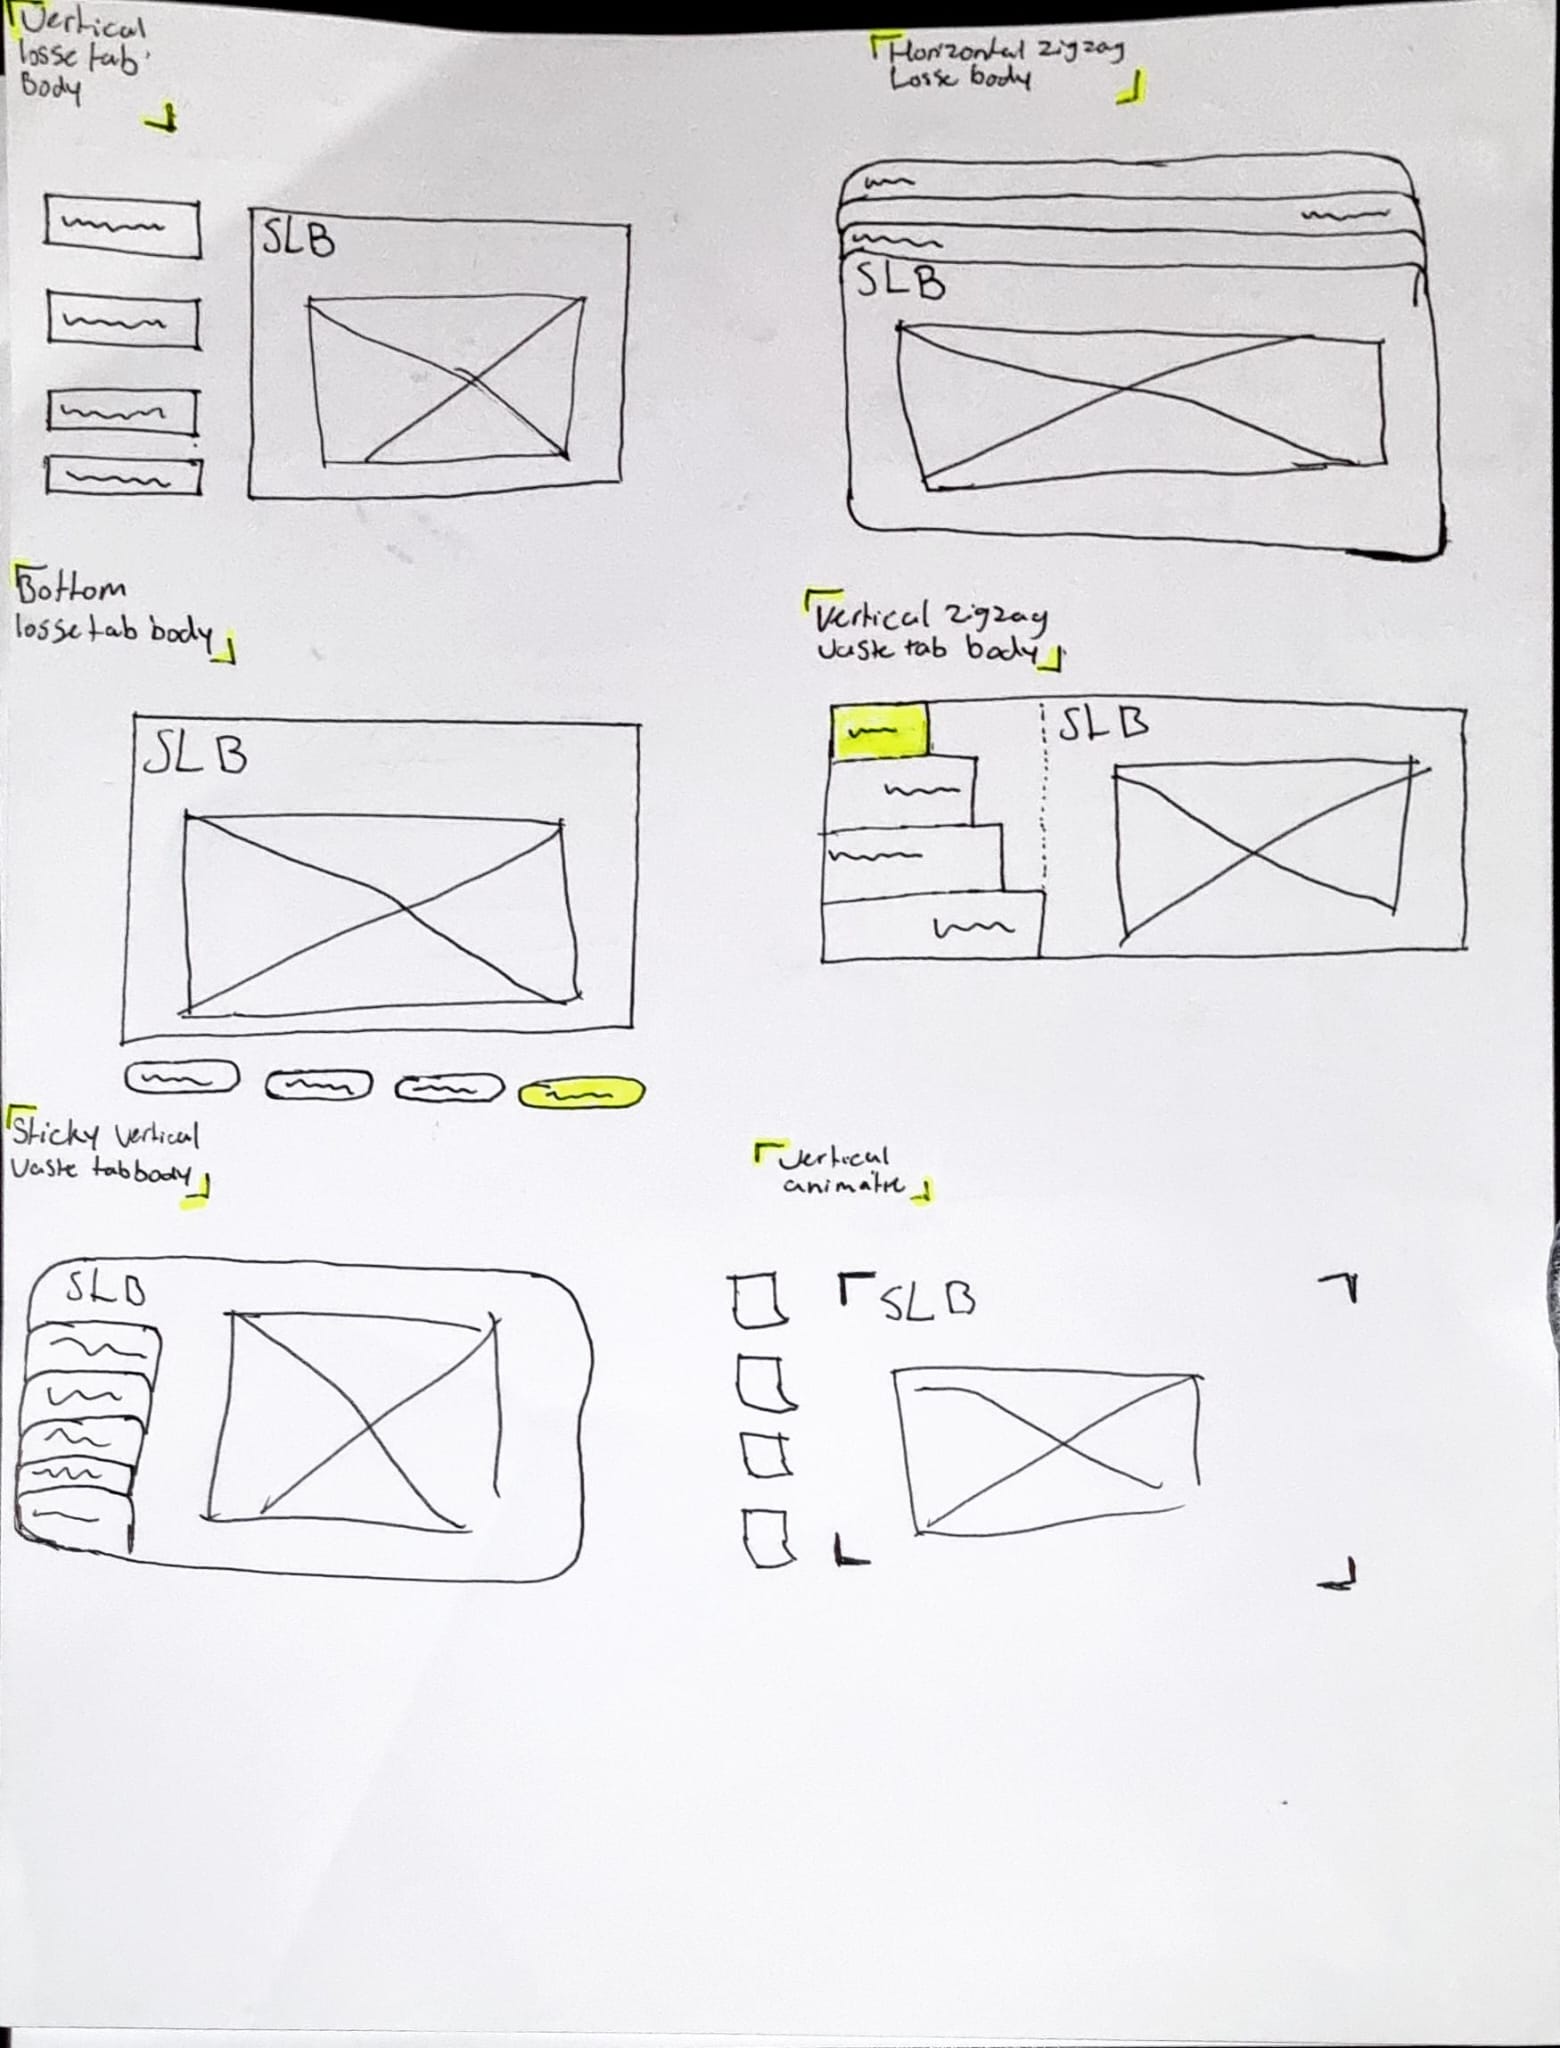 Vertical
losse tab
Body
SLB
Horizontal zigzag
Losse body
SLB
Bottom
losse tab body
SLB
Vertical zigzag
vaste tab body
SLB
Sticky vertical
vaste tab body
SLB
Vertical
animatie
SLB